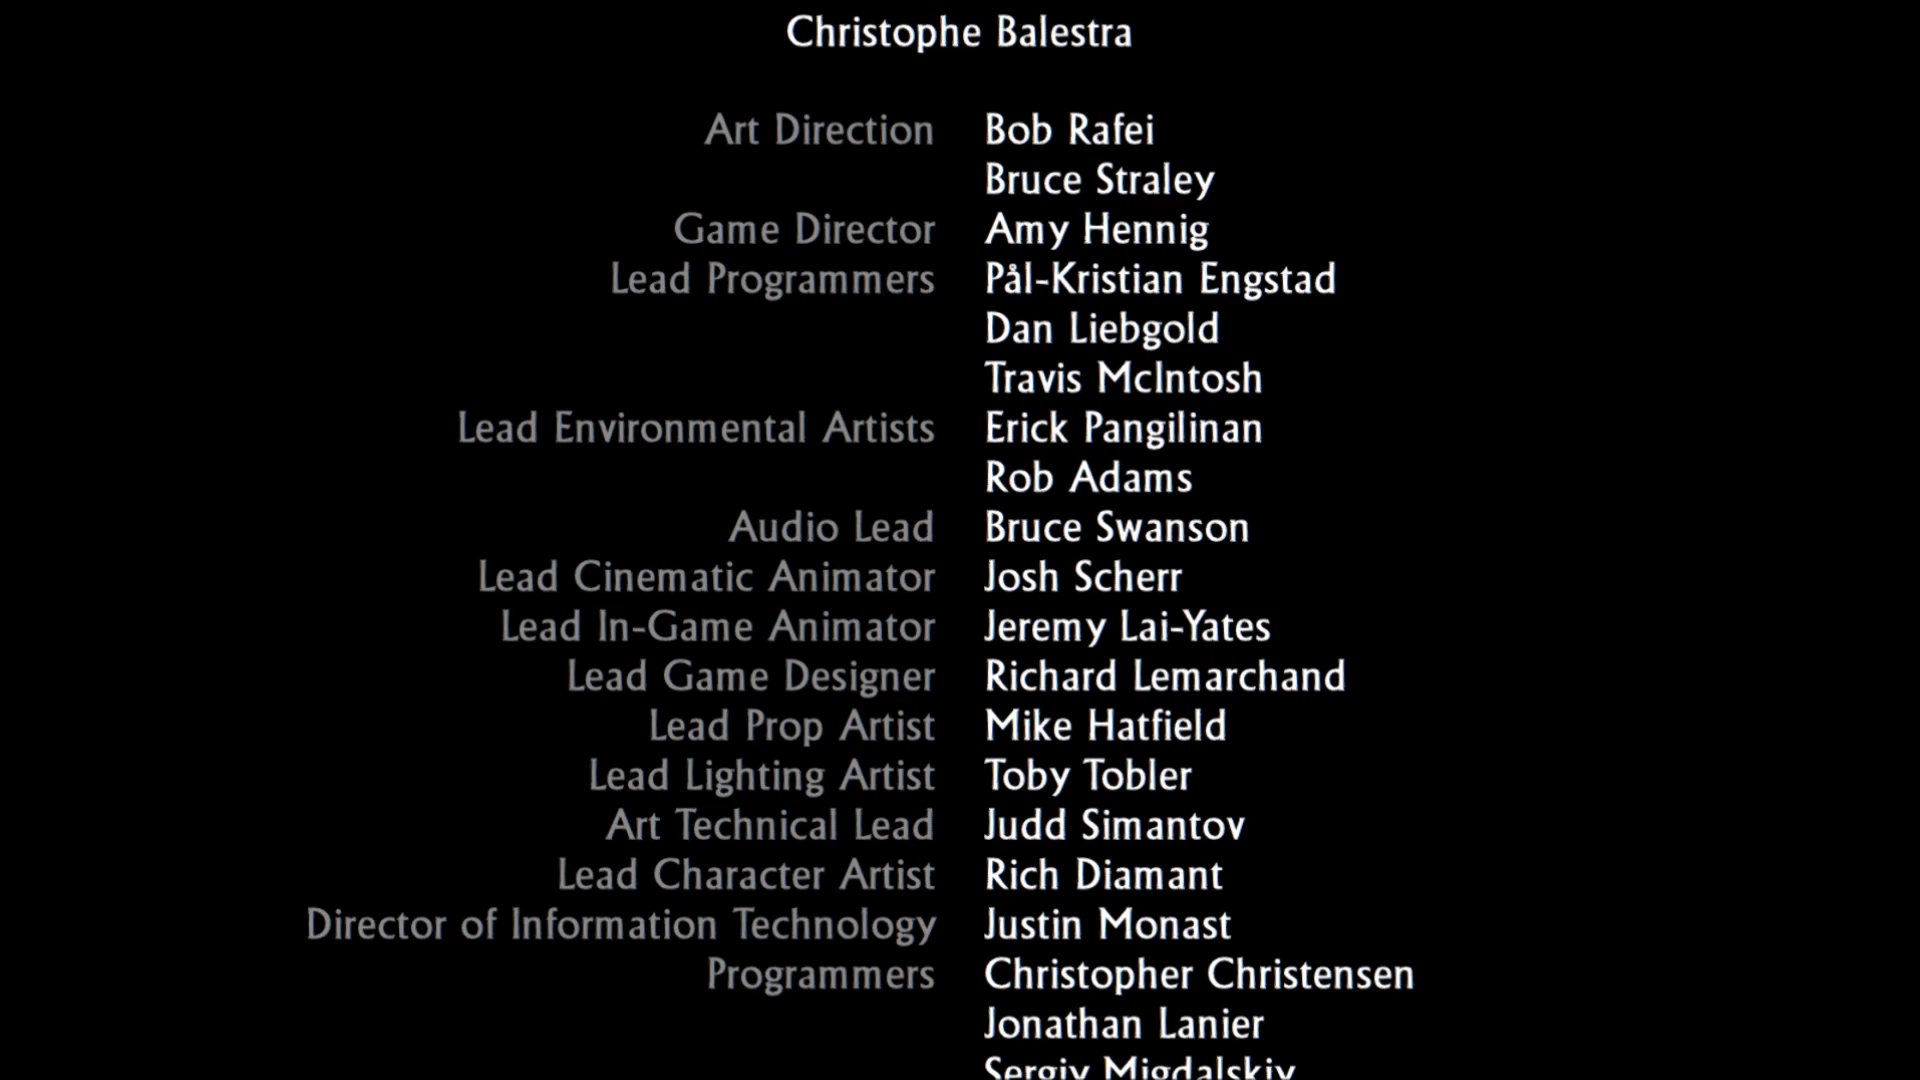 Christophe Balestra
Art Direction Bob Rafei
Bruce Straley
Game Director Amy Hennig
Lead Programmers Pål-Kristian Engstad
Dan Liebgold
Travis McIntosh
Lead Environmental Artists Erick Pangilinan
Rob Adams
Audio Lead Bruce Swanson
Lead Cinematic Animator Josh Scherr
Lead In-Game Animator Jeremy Lai-Yates
Lead Game Designer Richard Lemarchand
Lead Prop Artist Mike Hatfield
Lead Lighting Artist Toby Tobler
Art Technical Lead Judd Simantov
Lead Character Artist Rich Diamant
Director of Information Technology Justin Monast
Programmers Christopher Christensen
Jonathan Lanier
Sergiy Migdalskiy